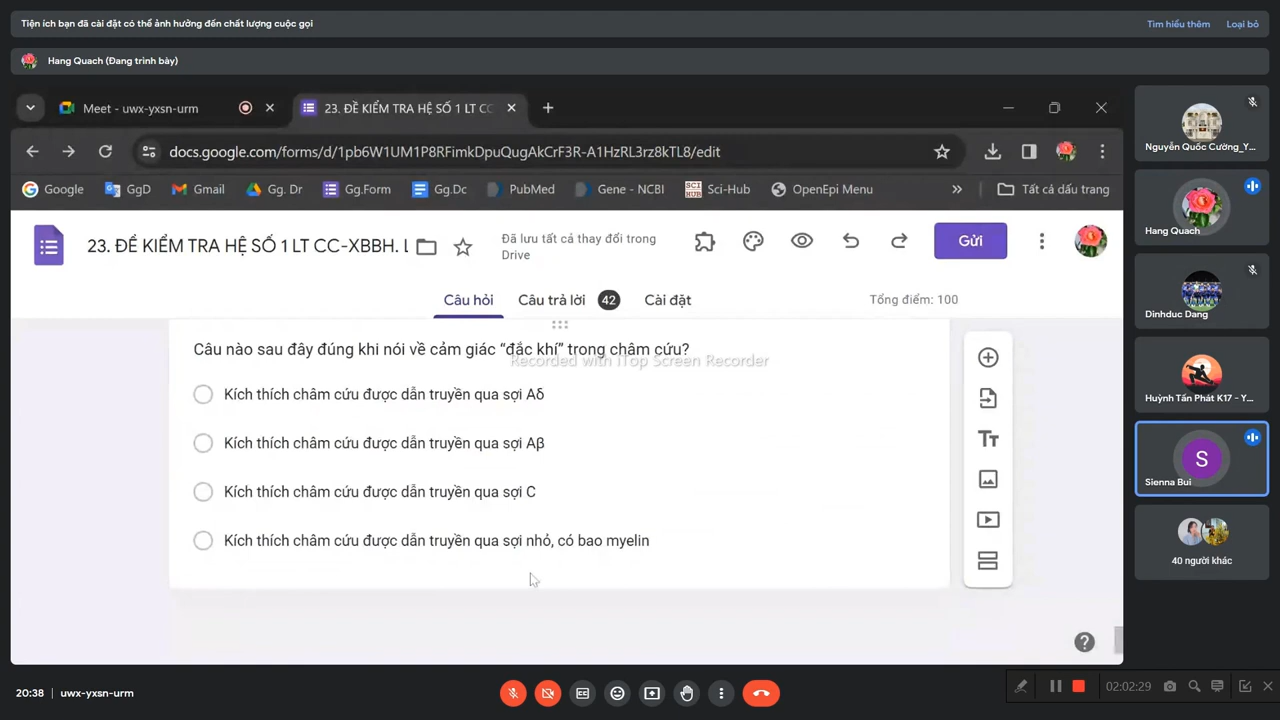 Tiện ích bạn đã cài đặt có thể ảnh hưởng đến chất lượng cuộc gọi
Tìm hiểu thêm
Loại bỏ
Hang Quach (Đang trình bày)
Meet - uwx-yxsn-urm
23. ĐỀ KIỂM TRA HỆ SỐ 1 LT CC
docs.google.com/forms/d/1pb6W1UM1P8RFimkDpuQugAkCrF3R-A1HzRL3rz8kTL8/edit
Google
GgD
Gmail
Gg. Dr
Gg.Form
Gg.Dc
PubMed
Gene - NCBI
SCI HUB
Sci-Hub
OpenEpi Menu
»
Tất cả dấu trang
23. ĐỀ KIỂM TRA HỆ SỐ 1 LT CC-XBBH. L
Đã lưu tất cả thay đổi trong
Drive
Gửi
Câu hỏi
Câu trả lời 42
Cài đặt
Tổng điểm: 100
Câu nào sau đây đúng khi nói về cảm giác “đắc khí” trong châm cứu?
Recorded with iTop Screen Recorder
Kích thích châm cứu được dẫn truyền qua sợi Aδ
Kích thích châm cứu được dẫn truyền qua sợi Aβ
Kích thích châm cứu được dẫn truyền qua sợi C
Kích thích châm cứu được dẫn truyền qua sợi nhỏ, có bao myelin
Tт
Nguyễn Quốc Cường_Y...
Hang Quach
Dinhduc Dang
Huỳnh Tấn Phát K17 - Y...
S
Sienna Bui
40 người khác
20:38 | uwx-yxsn-urm
02:02:29